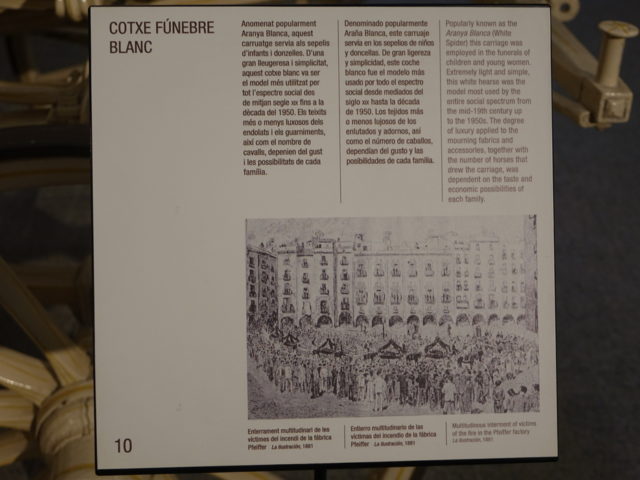 COTXE FÚNEBRE
BLANC
Anomenat popularment
Aranya Blanca, aquest
carruatge servia als sepelis
d'infants i donzelles. D'una
gran lleugeresa i simplicitat,
aquest cotxe blanc va ser
el model més utilitzat per
tot l'espectre social des
de mitjan segle XIX fins a la
dècada del 1950. Els teixits
més o menys luxosos dels
endolats i els guarniments,
així com el nombre de
cavalls, depenien del gust
i les possibilitats de cada
família.
Denominado popularmente
Araña Blanca, este carruaje
servía en los sepelios de niños
y doncellas. De gran ligereza
y simplicidad, este coche
blanco fue el modelo más
usado por todo el espectro
social desde mediados del
siglo XIX hasta la década
de 1950. Los tejidos más
o menos lujosos de los
enlutados y adornos, así
como el número de caballos,
dependían del gusto y las
posibilidades de cada familia.
Popularly known as the
Aranya Blanca (White
Spider) this carriage was
employed in the funerals of
children and young women.
Extremely light and simple,
this white hearse was the
model most used by the
entire social spectrum from
the mid-19th century up
to the 1950s. The degree
of luxury applied to the
mourning fabrics and
accessories, together with
the number of horses that
drew the carriage, was
dependent on the taste and
economic possibilities of
each family.
Enterrament multitudinari de les
víctimes del incendi de la fàbrica
Pfeiffer La ilustración, 1881
Entierro multitudinario de las
víctimas del incendio de la fábrica
Pfeiffer La ilustración, 1881
Multitudinous interment of victims
of the fire in the Pfeiffer factory
La ilustración, 1881
10